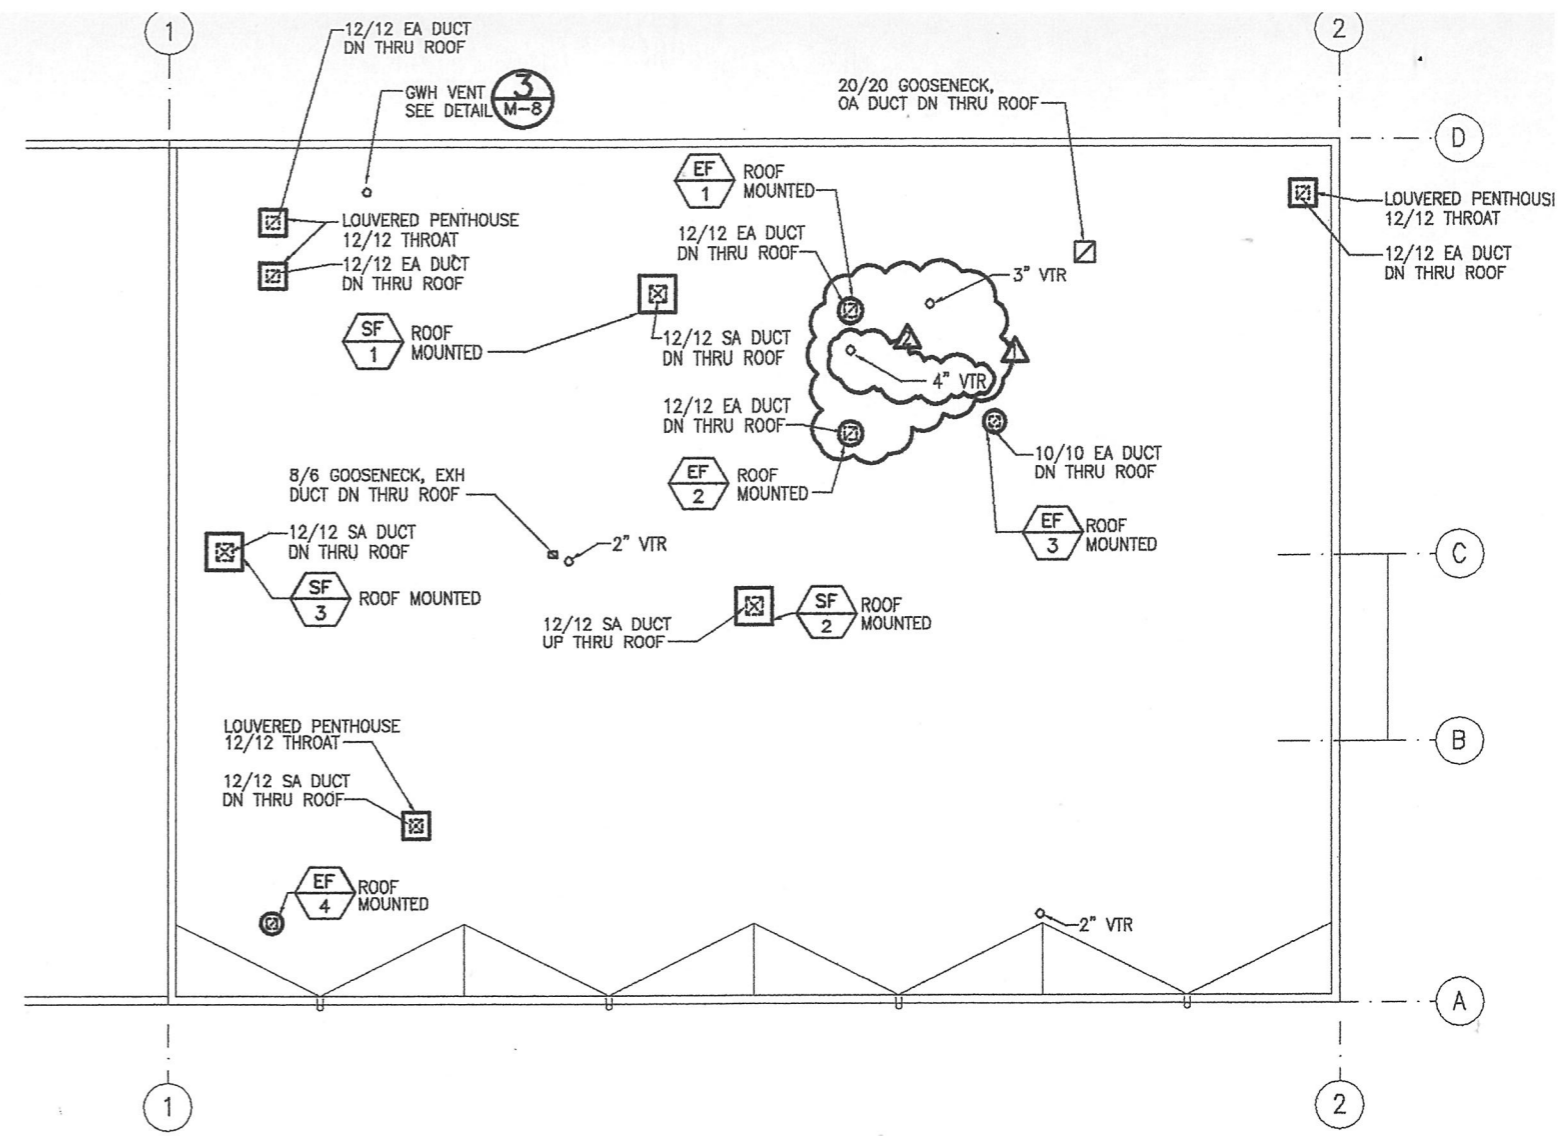 1
2
12/12 EA DUCT
DN THRU ROOF
GWH VENT
SEE DETAIL
3
M-8
20/20 GOOSENECK,
OA DUCT DN THRU ROOF
D
EF
1
ROOF
MOUNTED
LOUVERED PENTHOUSE
12/12 THROAT
12/12 EA DUCT
DN THRU ROOF
12/12 EA DUCT
DN THRU ROOF
LOUVERED PENTHOUSI
12/12 THROAT
12/12 EA DUCT
DN THRU ROOF
3" VTR
SF
1
ROOF
MOUNTED
12/12 SA DUCT
DN THRU ROOF
2
1
4" VTR
12/12 EA DUCT
DN THRU ROOF
10/10 EA DUCT
DN THRU ROOF
8/6 GOOSENECK, EXH
DUCT DN THRU ROOF
EF
2
ROOF
MOUNTED
EF
3
ROOF
MOUNTED
12/12 SA DUCT
DN THRU ROOF
2" VTR
C
SF
3
ROOF MOUNTED
12/12 SA DUCT
UP THRU ROOF
SF
2
ROOF
MOUNTED
LOUVERED PENTHOUSE
12/12 THROAT
B
12/12 SA DUCT
DN THRU ROOF
EF
4
ROOF
MOUNTED
2" VTR
A
1
2